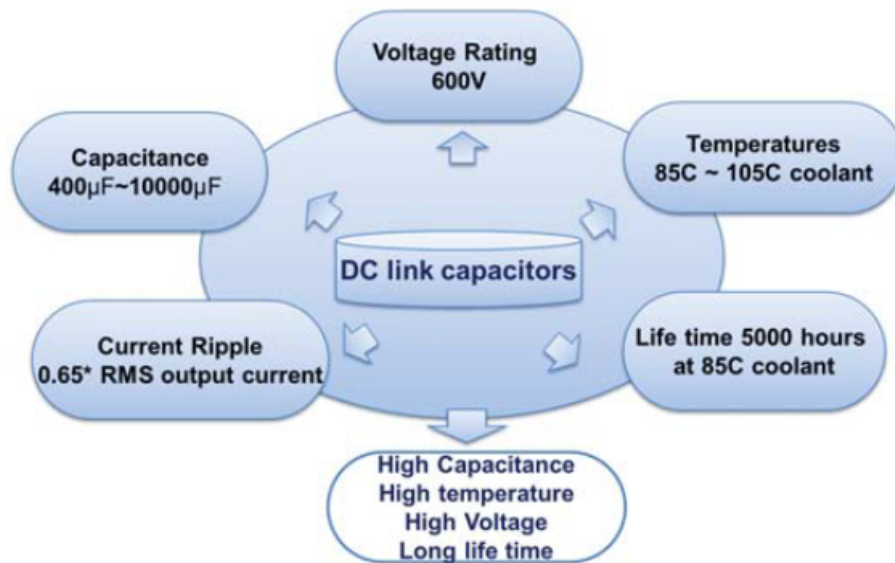 Voltage Rating
600V
Capacitance
400μF~10000μF
Temperatures
85C ~ 105C coolant
DC link capacitors
Current Ripple
0.65* RMS output current
Life time 5000 hours
at 85C coolant
High Capacitance
High temperature
High Voltage
Long life time